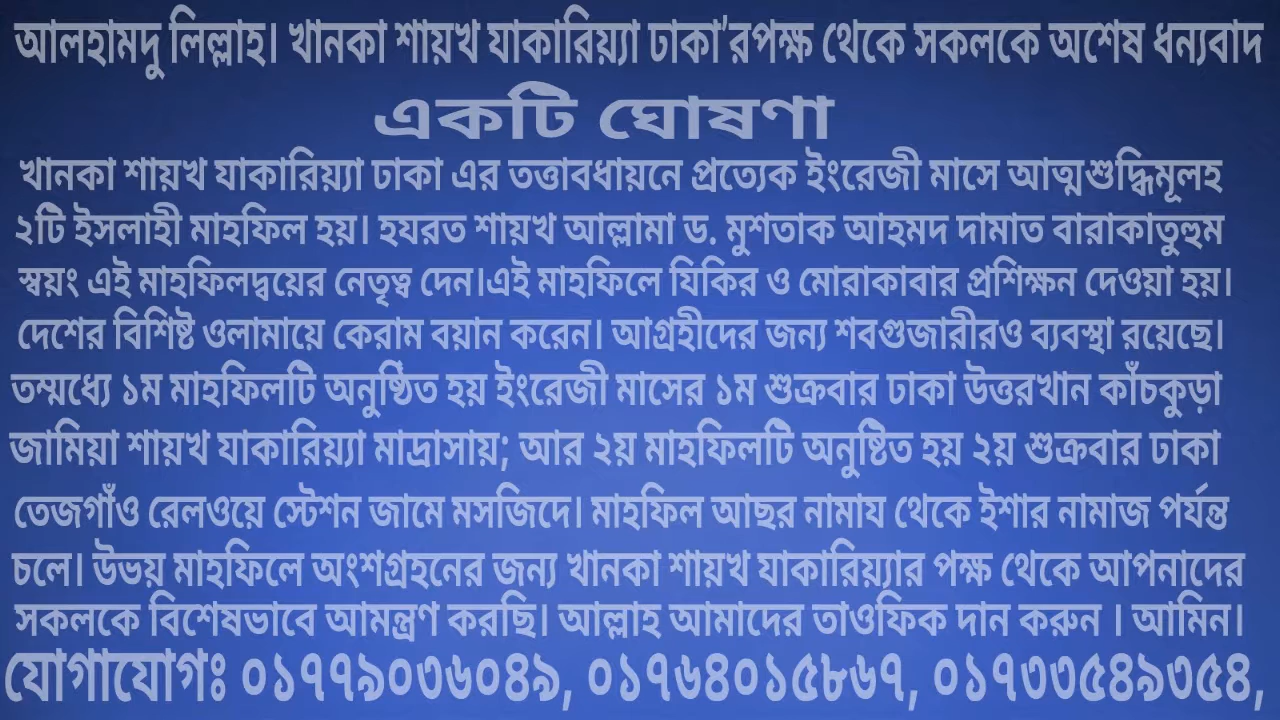 আলহামদু লিল্লাহ। খানকা শায়খ যাকারিয়্যা ঢাকা'রপক্ষ থেকে সকলকে অশেষ ধন্যবাদ
একটি ঘোষণা
খানকা শায়খ যাকারিয়্যা ঢাকা এর তত্তাবধায়নে প্রত্যেক ইংরেজী মাসে আত্মশুদ্ধিমূলহ
২টি ইসলাহী মাহফিল হয়। হযরত শায়খ আল্লামা ড. মুশতাক আহমদ দামাত বারাকাতুহুম
স্বয়ং এই মাহফিলদ্বয়ের নেতৃত্ব দেন।এই মাহফিলে যিকির ও মোরাকাবার প্রশিক্ষন দেওয়া হয়।
দেশের বিশিষ্ট ওলামায়ে কেরাম বয়ান করেন। আগ্রহীদের জন্য শবগুজারীরও ব্যবস্থা রয়েছে।
তম্মধ্যে ১ম মাহফিলটি অনুষ্ঠিত হয় ইংরেজী মাসের ১ম শুক্রবার ঢাকা উত্তরখান কাঁচকুড়া
জামিয়া শায়খ যাকারিয়্যা মাদ্রাসায়; আর ২য় মাহফিলটি অনুষ্টিত হয় ২য় শুক্রবার ঢাকা
তেজগাঁও রেলওয়ে স্টেশন জামে মসজিদে। মাহফিল আছর নামায থেকে ইশার নামাজ পর্যন্ত
চলে। উভয় মাহফিলে অংশগ্রহনের জন্য খানকা শায়খ যাকারিয়্যার পক্ষ থেকে আপনাদের
সকলকে বিশেষভাবে আমন্ত্রণ করছি। আল্লাহ আমাদের তাওফিক দান করুন । আমিন।
যোগাযোগঃ ০১৭৭৯০৩৬০৪৯, ০১৭৬৪০১৫৮৬৭, ০১৭৩৩৫৪৯৩৫৪,